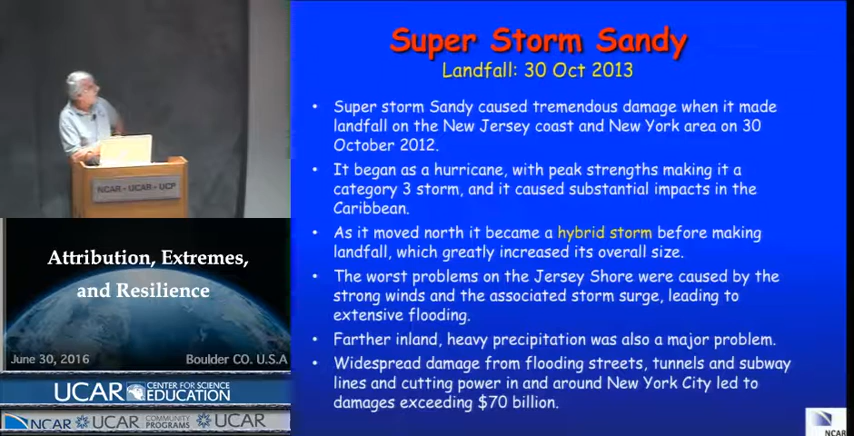 Super Storm Sandy
Landfall: 30 Oct 2013
• Super storm Sandy caused tremendous damage when it made
landfall on the New Jersey coast and New York area on 30
October 2012.
• It began as a hurricane, with peak strengths making it a
category 3 storm, and it caused substantial impacts in the
Caribbean.
• As it moved north it became a hybrid storm before making
landfall, which greatly increased its overall size.
• The worst problems on the Jersey Shore were caused by the
strong winds and the associated storm surge, leading to
extensive flooding.
• Farther inland, heavy precipitation was also a major problem.
• Widespread damage from flooding streets, tunnels and subway
lines and cutting power in and around New York City led to
damages exceeding $70 billion.
NCAR
NCAR • UCAR • UCP
Attribution, Extremes,
and Resilience
June 30, 2016
Boulder CO. U.S.A
UCAR CENTER FOR SCIENCE
EDUCATION
NCAR UCAR COMMUNITY
PROGRAMS UCAR